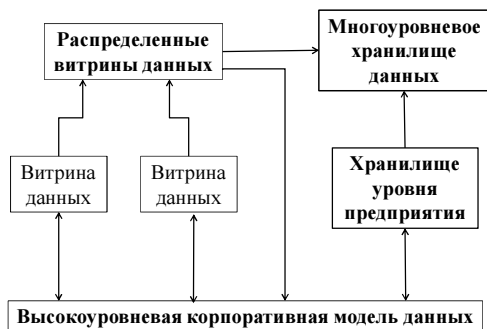 Распределенные
витрины данных
Многоуровневое
хранилище
данных
Витрина
данных
Витрина
данных
Хранилище
уровня
предприятия
Высокоуровневая корпоративная модель данных